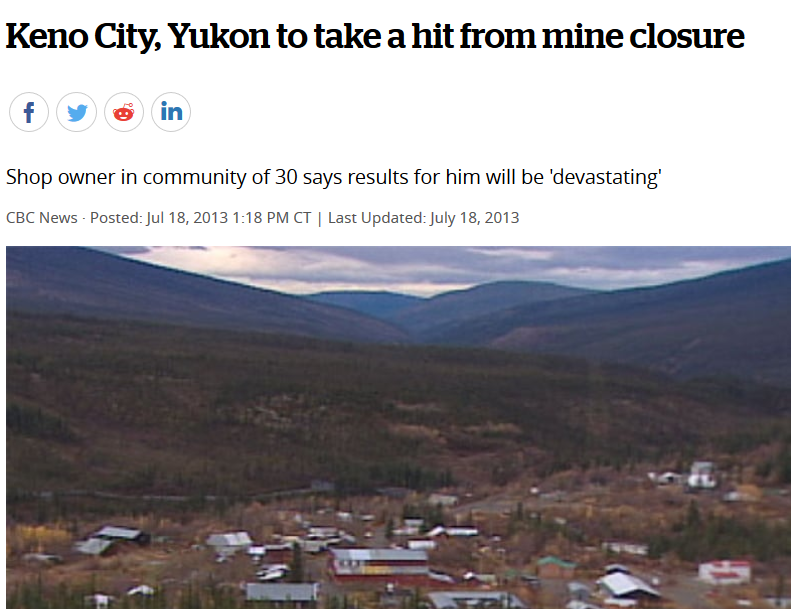 Keno City, Yukon to take a hit from mine closure
f
in
Shop owner in community of 30 says results for him will be 'devastating'
CBC News · Posted: Jul 18, 2013 1:18 PM CT | Last Updated: July 18, 2013